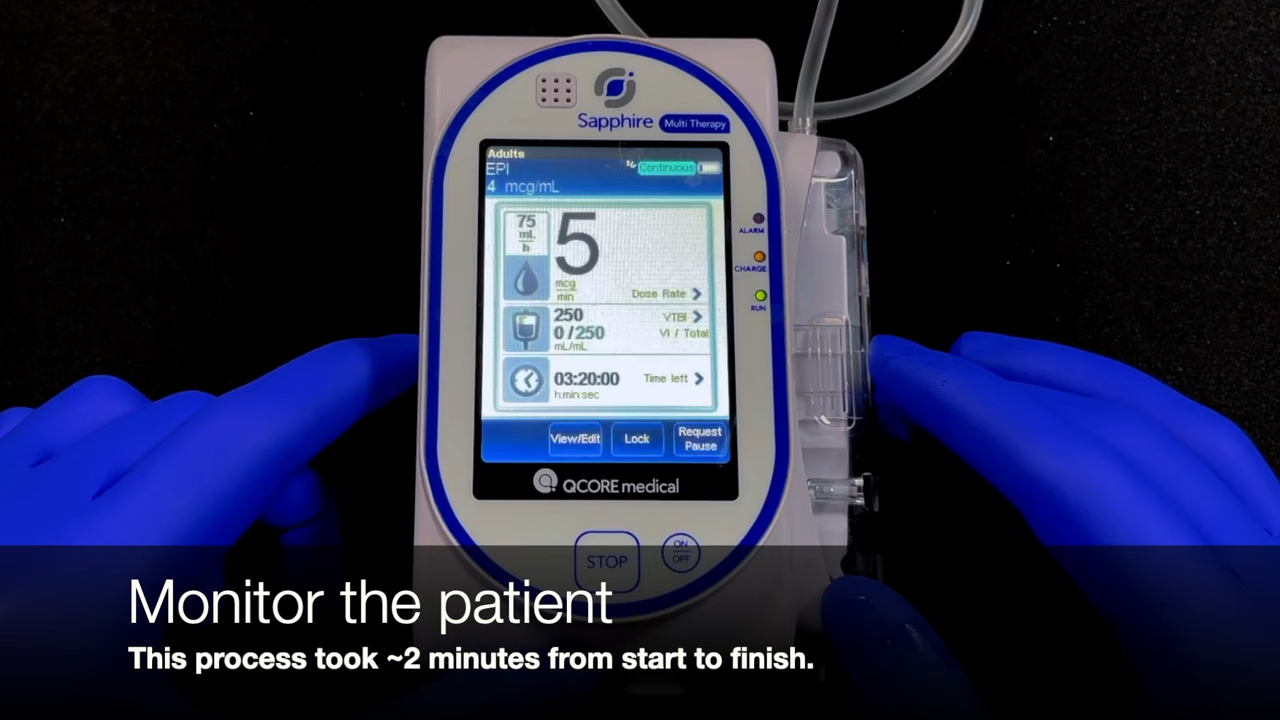 Sapphire Multi Therapy
Adults
EPI
Continuous
4 mcg/mL
75
mL
h
5
mcg
min
Dose Rate
250
VTBI
0/250
VI / Total
mL/mL
03:20:00
Time left
h:min:sec
View/Edit
Lock
Request
Pause
ALARM
CHARGE
RUN
QCORE medical
STOP
ON
OFF
Monitor the patient
This process took ~2 minutes from start to finish.